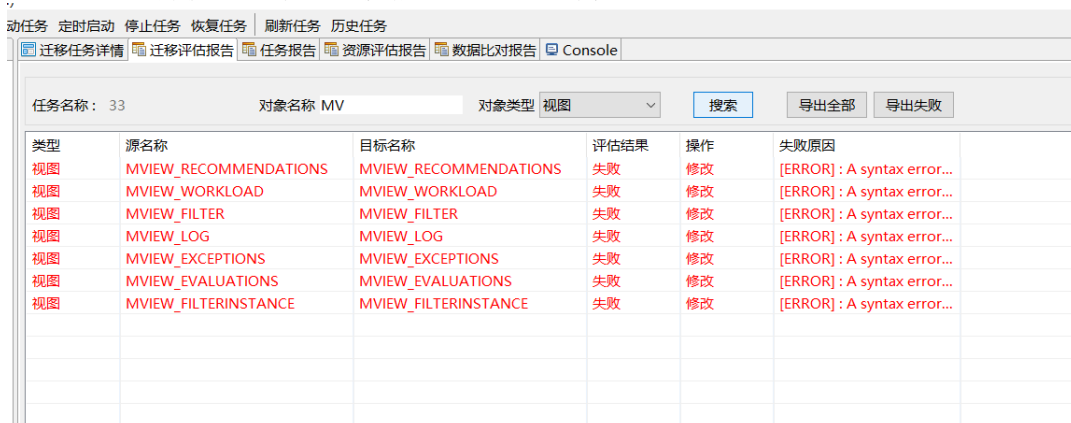 动任务 定时启动 停止任务 恢复任务 刷新任务 历史任务
迁移任务详情 迁移评估报告 任务报告 资源评估报告 数据比对报告 Console
任务名称： 33 对象名称 MV 对象类型 视图 搜索 导出全部 导出失败
类型 源名称 目标名称 评估结果 操作 失败原因
视图 MVIEW_RECOMMENDATIONS MVIEW_RECOMMENDATIONS 失败 修改 [ERROR] : A syntax error...
视图 MVIEW_WORKLOAD MVIEW_WORKLOAD 失败 修改 [ERROR] : A syntax error...
视图 MVIEW_FILTER MVIEW_FILTER 失败 修改 [ERROR] : A syntax error...
视图 MVIEW_LOG MVIEW_LOG 失败 修改 [ERROR] : A syntax error...
视图 MVIEW_EXCEPTIONS MVIEW_EXCEPTIONS 失败 修改 [ERROR] : A syntax error...
视图 MVIEW_EVALUATIONS MVIEW_EVALUATIONS 失败 修改 [ERROR] : A syntax error...
视图 MVIEW_FILTERINSTANCE MVIEW_FILTERINSTANCE 失败 修改 [ERROR] : A syntax error...